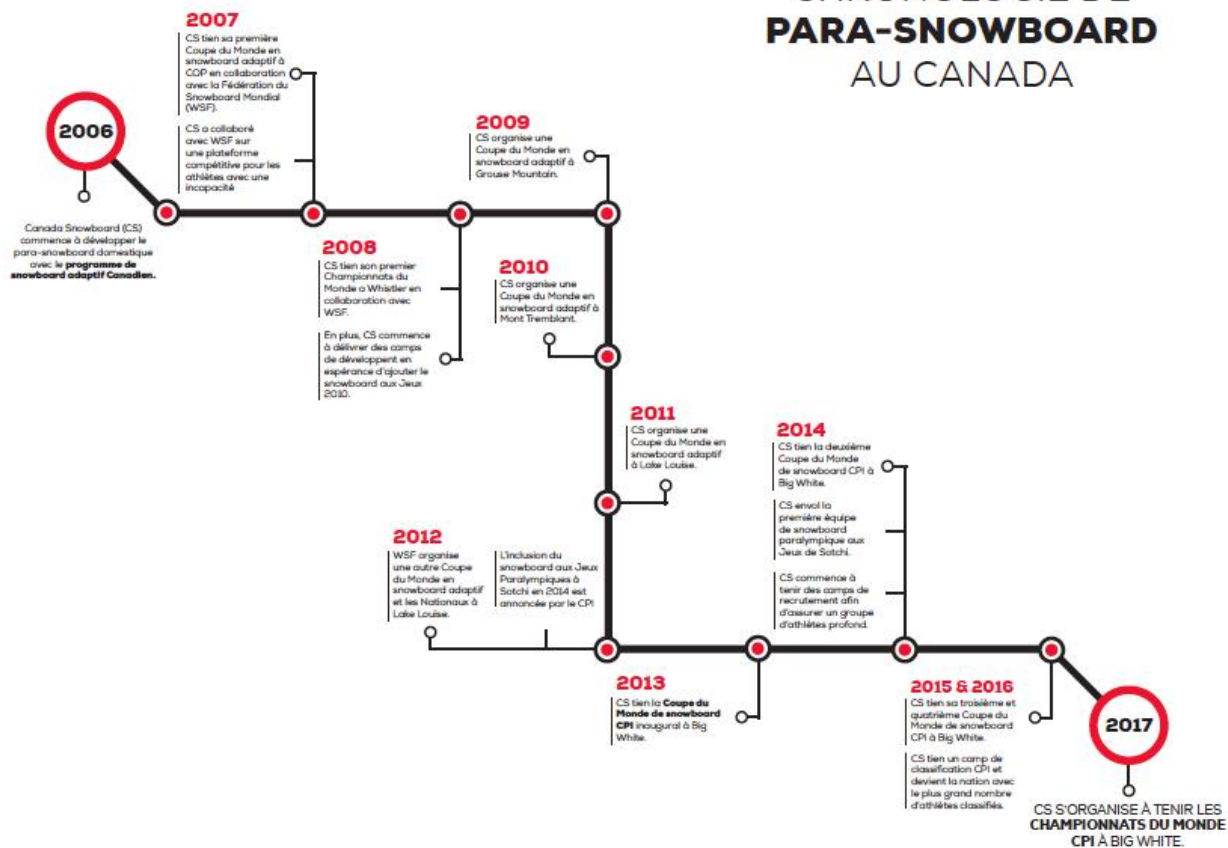 CHRONOLOGIE DE
PARA-SNOWBOARD
AU CANADA
2006
Canada Snowboard (CS)
commence à développer le
para-snowboard domestique
avec le programme de
snowboard adaptif Canadien.
2007
CS tien sa première
Coupe du Monde en
snowboard adaptif à
COP en collaboration
avec la Fédération du
Snowboard Mondial
(WSF).
CS a collaboré
avec WSF sur
une plateforme
compétitive pour les
athlètes avec une
incapacité
2008
CS tien son premier
Championnats du
Monde a Whistler en
collaboration avec
WSF.
En plus, CS commence
à délivrer des camps
de développent en
espérance d'ajouter le
snowboard aux Jeux
2010.
2009
CS organise une
Coupe du Monde en
snowboard adaptif à
Grouse Mountain.
2010
CS organise une
Coupe du Monde en
snowboard adaptif à
Mont Tremblant.
2011
CS organise une
Coupe du Monde en
snowboard adaptif
à Lake Louise.
2012
WSF organise
une autre Coupe
du Monde en
snowboard adaptif
et les Nationaux à
Lake Louise.
L'inclusion du
snowboard aux Jeux
Paralympiques à
Sotchi en 2014 est
annoncée par le CPI
2013
CS tien la Coupe du
Monde de snowboard
CPI inaugural à Big
White.
2014
CS tien la deuxième
Coupe du Monde
de snowboard CPI à
Big White.
CS envoi la
première équipe
de snowboard
paralympique aux
Jeux de Sotchi.
CS commence à
tenir des camps de
recrutement afin
d'assurer un groupe
d'athlètes profond.
2015 & 2016
CS tien sa troisième et
quatrième Coupe du
Monde de snowboard
CPI à Big White.
CS tien un camp de
classification CPI et
devient la nation avec
le plus grand nombre
d'athlètes classifiés.
2017
CS S'ORGANISE À TENIR LES
CHAMPIONNATS DU MONDE
CPI À BIG WHITE.